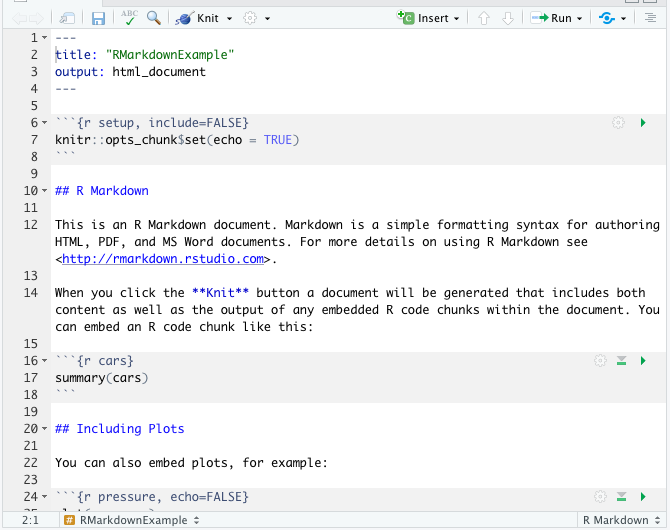 ABC Knit Insert Run
1 ---
2 title: "RMarkdownExample"
3 output: html_document
4 ---
5
6 ```{r setup, include=FALSE}
7 knitr::opts_chunk$set(echo = TRUE)
8 ```
9
10 ## R Markdown
11
12 This is an R Markdown document. Markdown is a simple formatting syntax for authoring
HTML, PDF, and MS Word documents. For more details on using R Markdown see
<http://rmarkdown.rstudio.com>.
13
14 When you click the **Knit** button a document will be generated that includes both
content as well as the output of any embedded R code chunks within the document. You
can embed an R code chunk like this:
15
16 ```{r cars}
17 summary(cars)
18 ```
19
20 ## Including Plots
21
22 You can also embed plots, for example:
23
24 ```{r pressure, echo=FALSE}
2:1 # RMarkdownExample R Markdown